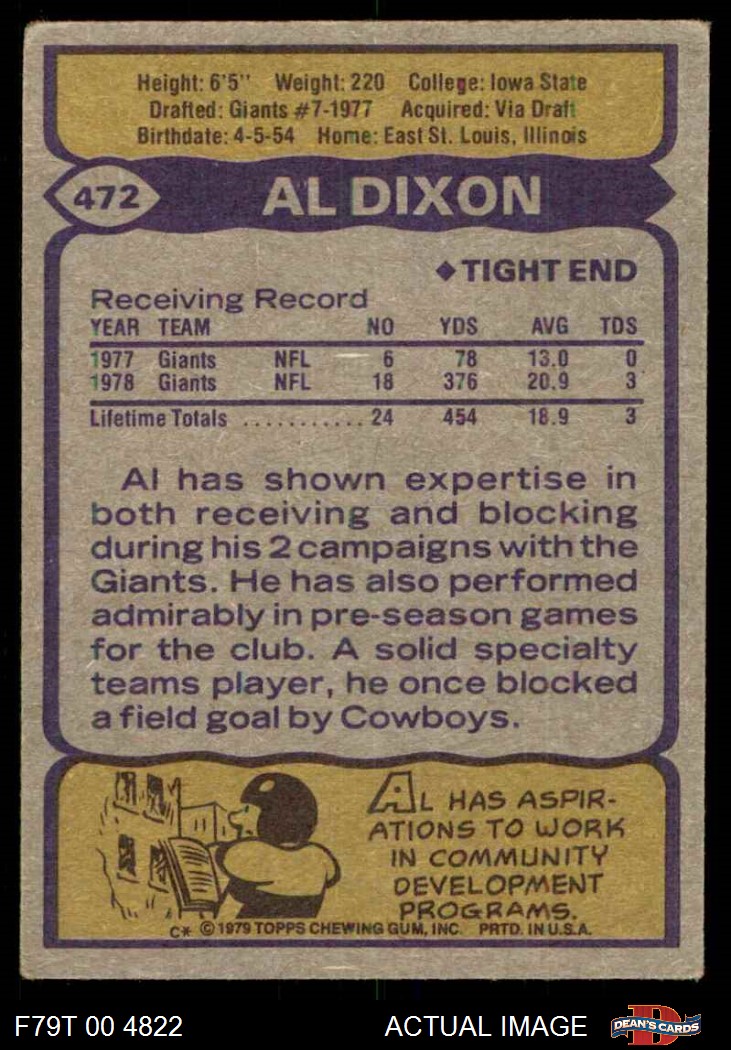 Height: 6'5" Weight: 220 College: Iowa State
Drafted: Giants #7-1977 Acquired: Via Draft
Birthdate: 4-5-54 Home: East St. Louis, Illinois
472 AL DIXON
◆TIGHT END
Receiving Record
YEAR TEAM NO YDS AVG TDS
1977 Giants NFL 6 78 13.0 0
1978 Giants NFL 18 376 20.9 3
Lifetime Totals ........... 24 454 18.9 3
Al has shown expertise in
both receiving and blocking
during his 2 campaigns with the
Giants. He has also performed
admirably in pre-season games
for the club. A solid specialty
teams player, he once blocked
a field goal by Cowboys.
AL HAS ASPIR-
ATIONS TO WORK
IN COMMUNITY
DEVELOPMENT
PROGRAMS.
C* © 1979 TOPPS CHEWING GUM, INC. PRTD. IN U.S.A.
F79T 00 4822 ACTUAL IMAGE DEAN'S CARDS